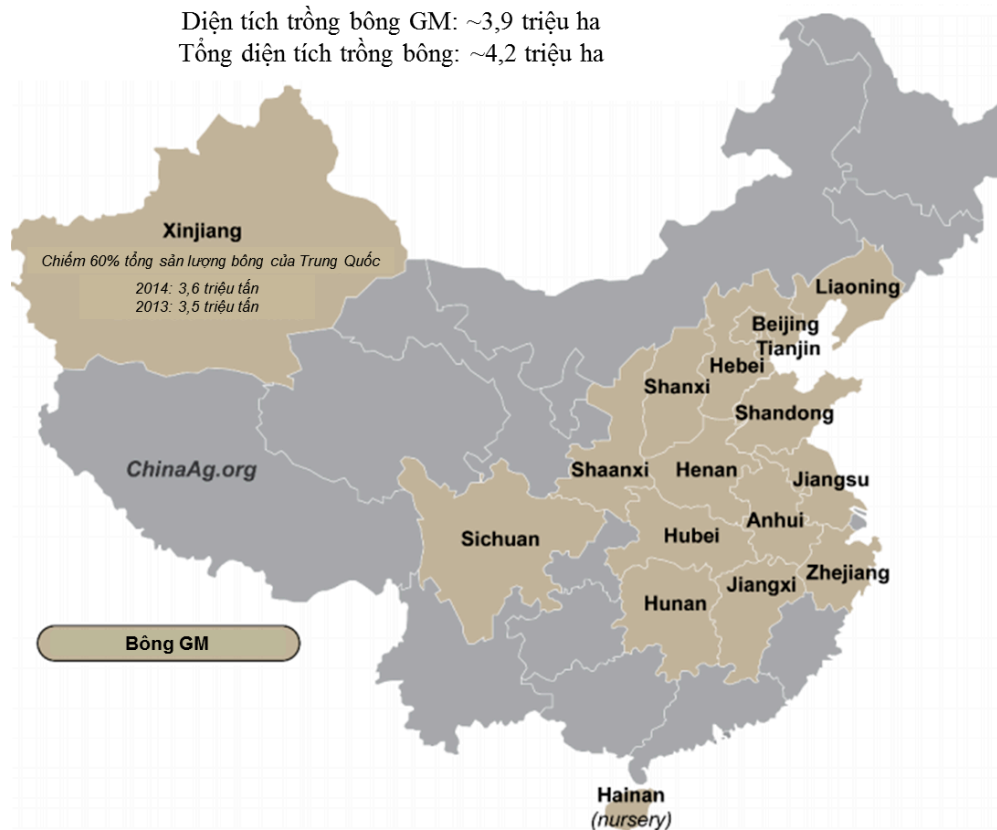 Diện tích trồng bông GM: ~3,9 triệu ha
Tổng diện tích trồng bông: ~4,2 triệu ha
Xinjiang
Chiếm 60% tổng sản lượng bông của Trung Quốc
2014: 3,6 triệu tấn
2013: 3,5 triệu tấn
Liaoning
Beijing
Tianjin
Hebei
Shanxi
Shandong
Shaanxi
Henan
Jiangsu
ChinaAg.org
Anhui
Hubei
Sichuan
Zhejiang
Jiangxi
Hunan
Bông GM
Hainan
(nursery)